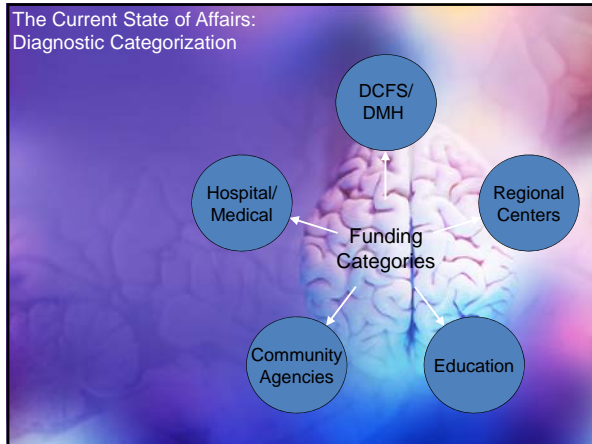 The Current State of Affairs:
Diagnostic Categorization
DCFS/
DMH
Hospital/
Medical
Regional
Centers
Funding
Categories
Community
Agencies
Education